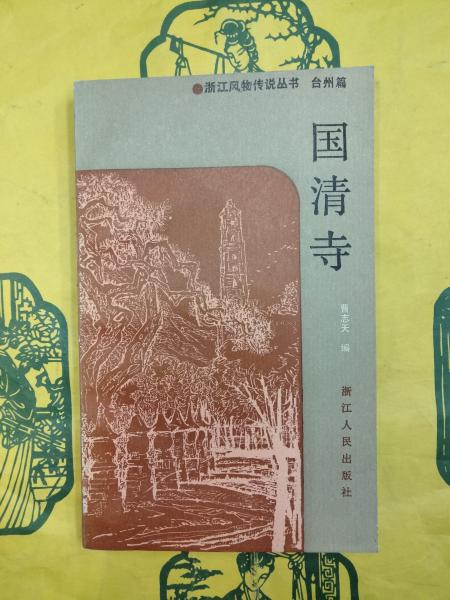 浙江风物传说丛书 台州篇
国清寺
曹志天 编
浙江人民出版社